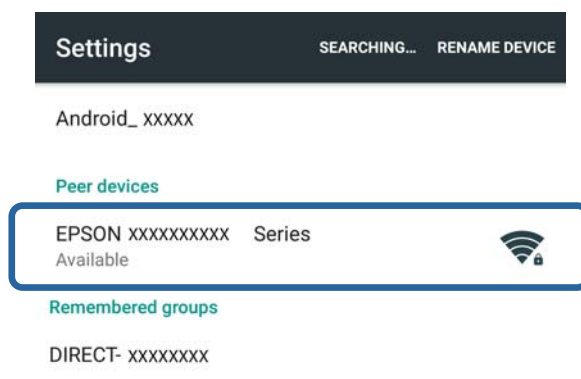 Settings SEARCHING... RENAME DEVICE
Android_ xxxxx
Peer devices
EPSON xxxxxxxxxx Series
Available
Remembered groups
DIRECT- xxxxxxxx